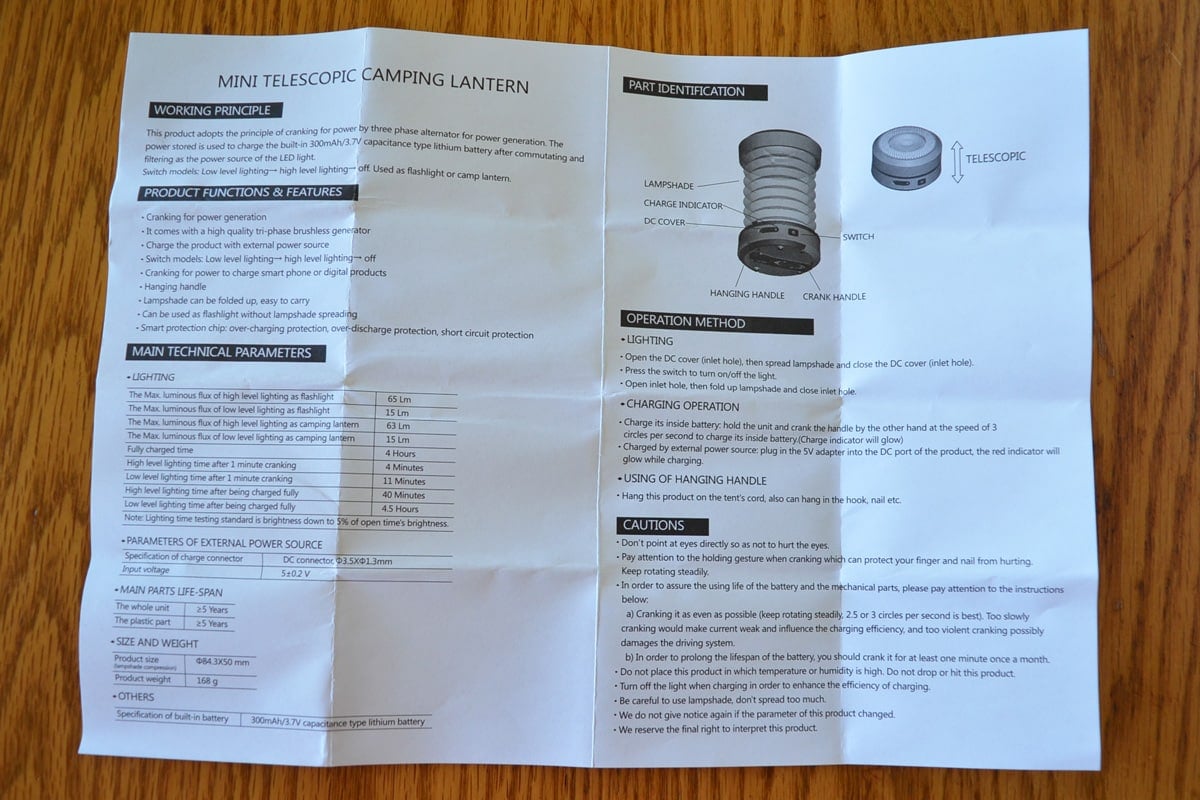 MINI TELESCOPIC CAMPING LANTERN
WORKING PRINCIPLE
This product adopts the principle of cranking for power by three phase alternator for power generation. The
power stored is used to charge the built-in 300mAh/3.7V capacitance type lithium battery after commutating and
filtering as the power source of the LED light.
Switch models: Low level lighting→ high level lighting→ off. Used as flashlight or camp lantern.
PRODUCT FUNCTIONS & FEATURES
· Cranking for power generation
· It comes with a high quality tri-phase brushless generator
· Charge the product with external power source
· Switch models: Low level lighting→ high level lighting→ off
· Cranking for power to charge smart phone or digital products
· Hanging handle
· Lampshade can be folded up, easy to carry
· Can be used as flashlight without lampshade spreading
· Smart protection chip: over-charging protection, over-discharge protection, short circuit protection
MAIN TECHNICAL PARAMETERS
• LIGHTING
The Max. luminous flux of high level lighting as flashlight 65 Lm
The Max. luminous flux of low level lighting as flashlight 15 Lm
The Max. luminous flux of high level lighting as camping lantern 63 Lm
The Max. luminous flux of low level lighting as camping lantern 15 Lm
Fully charged time 4 Hours
High level lighting time after 1 minute cranking 4 Minutes
Low level lighting time after 1 minute cranking 11 Minutes
High level lighting time after being charged fully 40 Minutes
Low level lighting time after being charged fully 4.5 Hours
Note: Lighting time testing standard is brightness down to 5% of open time's brightness.
• PARAMETERS OF EXTERNAL POWER SOURCE
Specification of charge connector DC connector, Φ3.5XΦ1.3mm
Input voltage 5±0.2 V
• MAIN PARTS LIFE-SPAN
The whole unit ≥5 Years
The plastic part ≥5 Years
• SIZE AND WEIGHT
Product size Φ84.3X50 mm
(lampshade compression)
Product weight 168 g
• OTHERS
Specification of built-in battery 300mAh/3.7V capacitance type lithium battery
PART IDENTIFICATION
TELESCOPIC
LAMPSHADE
CHARGE INDICATOR
DC COVER
SWITCH
HANGING HANDLE
CRANK HANDLE
OPERATION METHOD
• LIGHTING
· Open the DC cover (inlet hole), then spread lampshade and close the DC cover (inlet hole).
· Press the switch to turn on/off the light.
· Open inlet hole, then fold up lampshade and close inlet hole.
• CHARGING OPERATION
· Charge its inside battery: hold the unit and crank the handle by the other hand at the speed of 3
circles per second to charge its inside battery.(Charge indicator will glow)
· Charged by external power source: plug in the 5V adapter into the DC port of the product, the red indicator will
glow while charging.
• USING OF HANGING HANDLE
· Hang this product on the tent's cord, also can hang in the hook, nail etc.
CAUTIONS
· Don't point at eyes directly so as not to hurt the eyes.
· Pay attention to the holding gesture when cranking which can protect your finger and nail from hurting.
Keep rotating steadily.
· In order to assure the using life of the battery and the mechanical parts, please pay attention to the instructions
below:
a) Cranking it as even as possible (keep rotating steadily, 2.5 or 3 circles per second is best). Too slowly
cranking would make current weak and influence the charging efficiency, and too violent cranking possibly
damages the driving system.
b) In order to prolong the lifespan of the battery, you should crank it for at least one minute once a month.
· Do not place this product in which temperature or humidity is high. Do not drop or hit this product.
· Turn off the light when charging in order to enhance the efficiency of charging.
· Be careful to use lampshade, don't spread too much.
· We do not give notice again if the parameter of this product changed.
· We reserve the final right to interpret this product.